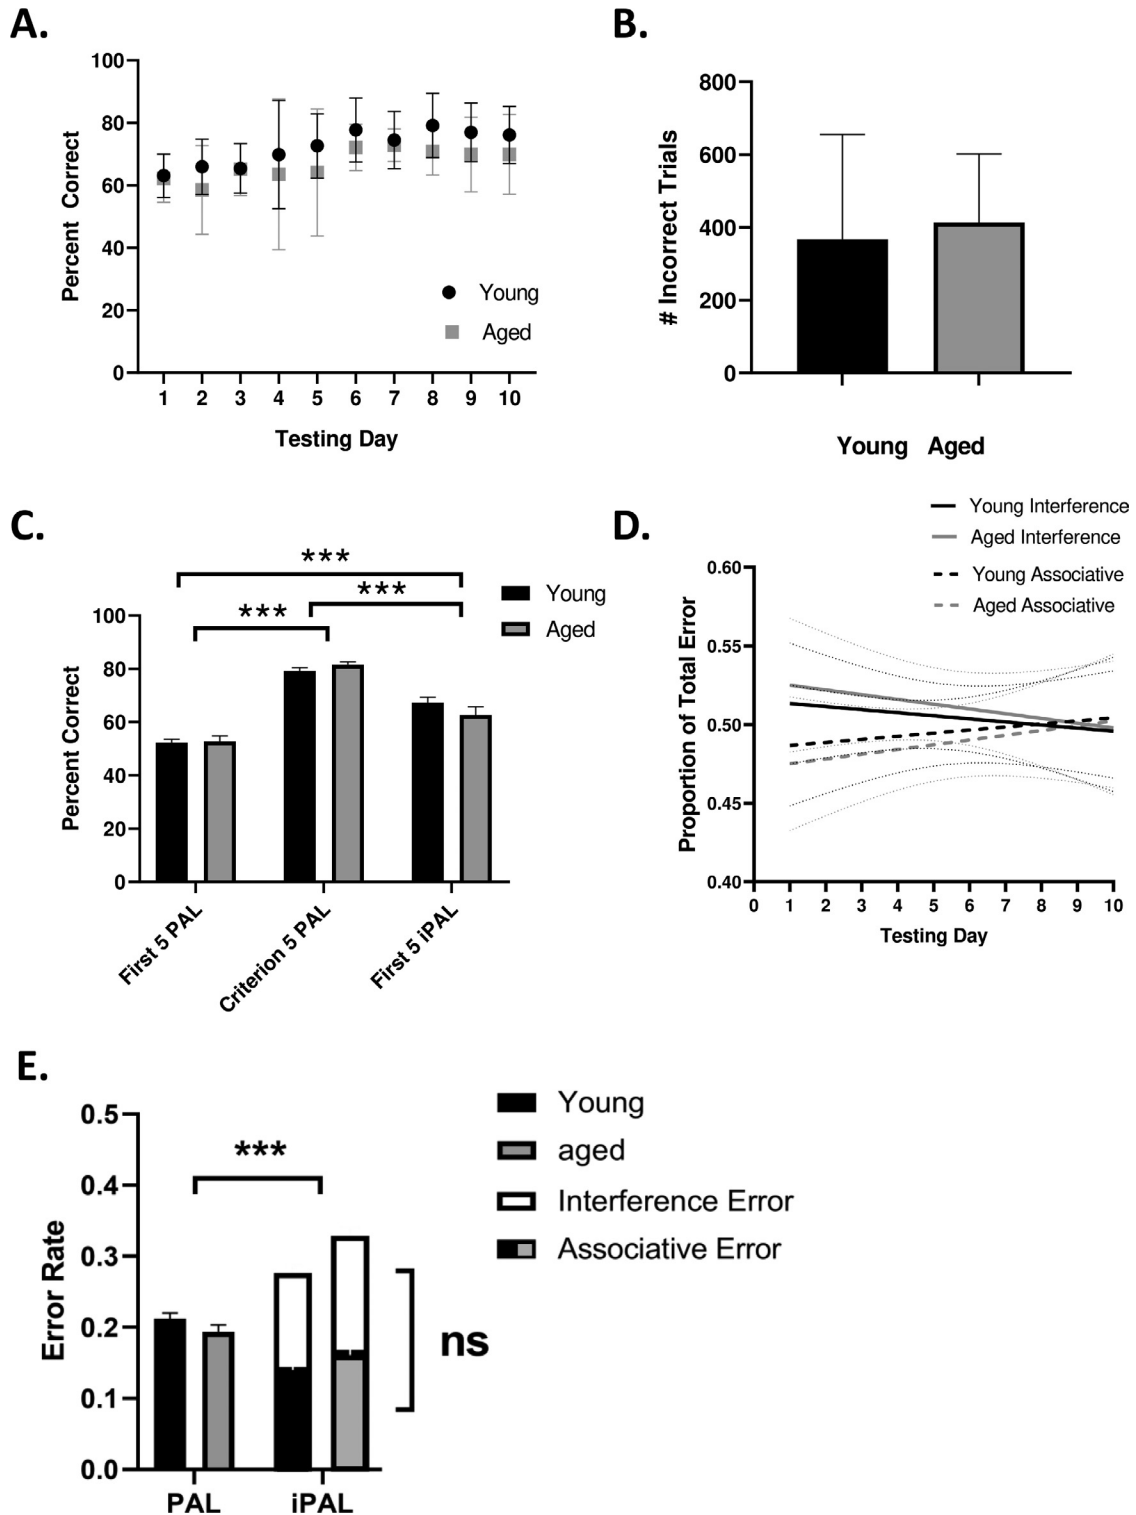 A.
100
80
60
40
20
0
Percent Correct
Young
Aged
1 2 3 4 5 6 7 8 9 10
Testing Day
B.
800
600
400
200
0
# Incorrect Trials
Young Aged
C.
***
***
***
Young
Aged
100
80
60
40
20
0
Percent Correct
First 5 PAL
Criterion 5 PAL
First 5 iPAL
D.
Young Interference
Aged Interference
Young Associative
Aged Associative
0.60
0.55
0.50
0.45
0.40
Proportion of Total Error
0 1 2 3 4 5 6 7 8 9 10
Testing Day
E.
0.5
0.4
0.3
0.2
0.1
0.0
Error Rate
***
ns
Young
aged
Interference Error
Associative Error
PAL iPAL